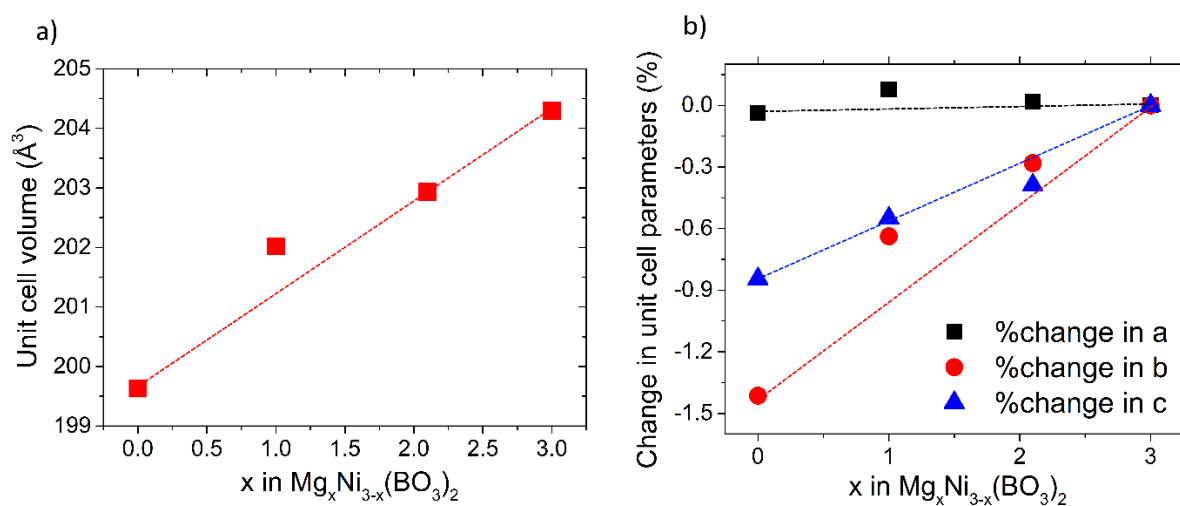 a)
205
204
203
202
201
200
199
Unit cell volume (Å³)
0.0 0.5 1.0 1.5 2.0 2.5 3.0
x in MgₓNi₃₋ₓ(BO₃)₂
b)
0.0
-0.3
-0.6
-0.9
-1.2
-1.5
Change in unit cell parameters (%)
%change in a
%change in b
%change in c
0 1 2 3
x in MgₓNi₃₋ₓ(BO₃)₂